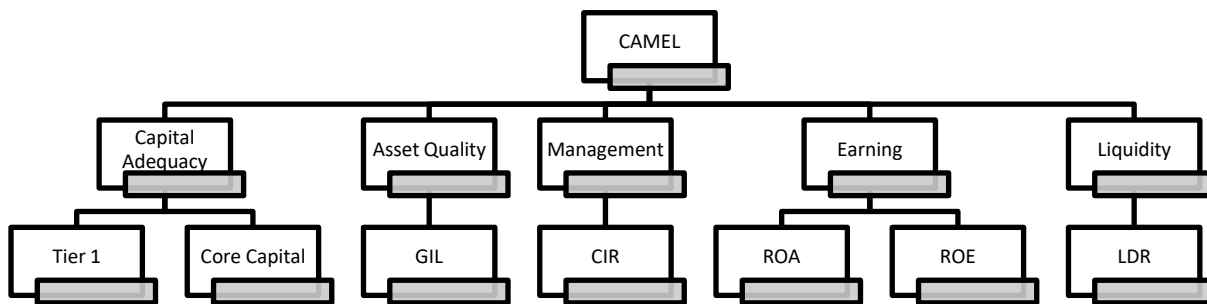 CAMEL
Capital
Adequacy
Asset Quality
Management
Earning
Liquidity
Tier 1
Core Capital
GIL
CIR
ROA
ROE
LDR